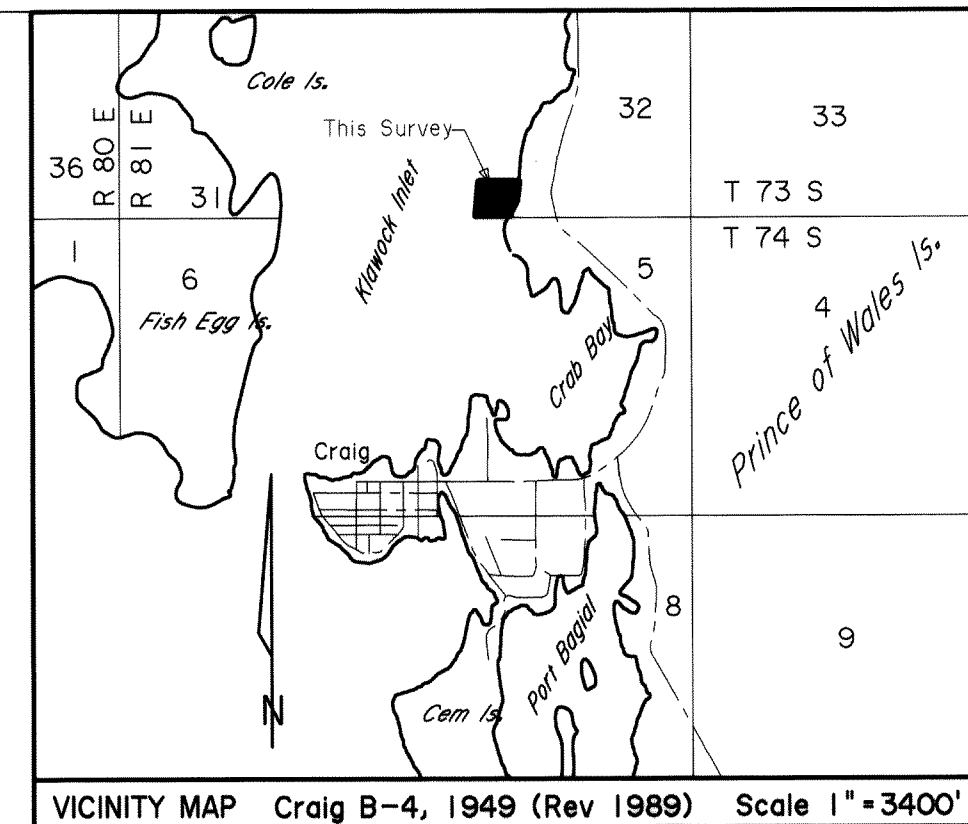 Cole Is.
32
33
This Survey
36
R 80 E
R 81 E
31
Klawock Inlet
T 73 S
T 74 S
1
6
5
4
Fish Egg Is.
Crab Bay
Prince of Wales Is.
Craig
8
9
Port Bagial
Cem Is.
N
VICINITY MAP Craig B-4, 1949 (Rev 1989) Scale 1"=3400'